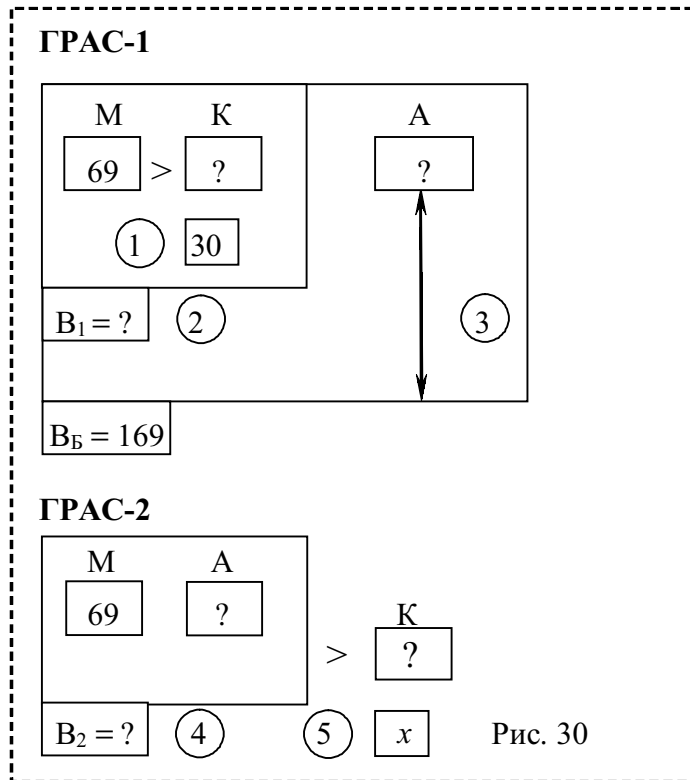 ГРАС-1
М К А
69 > ? ?
1 30
В₁ = ? 2 3
В_Б = 169
ГРАС-2
М А
69 ? К
> ?
В₂ = ? 4 5 x Рис. 30